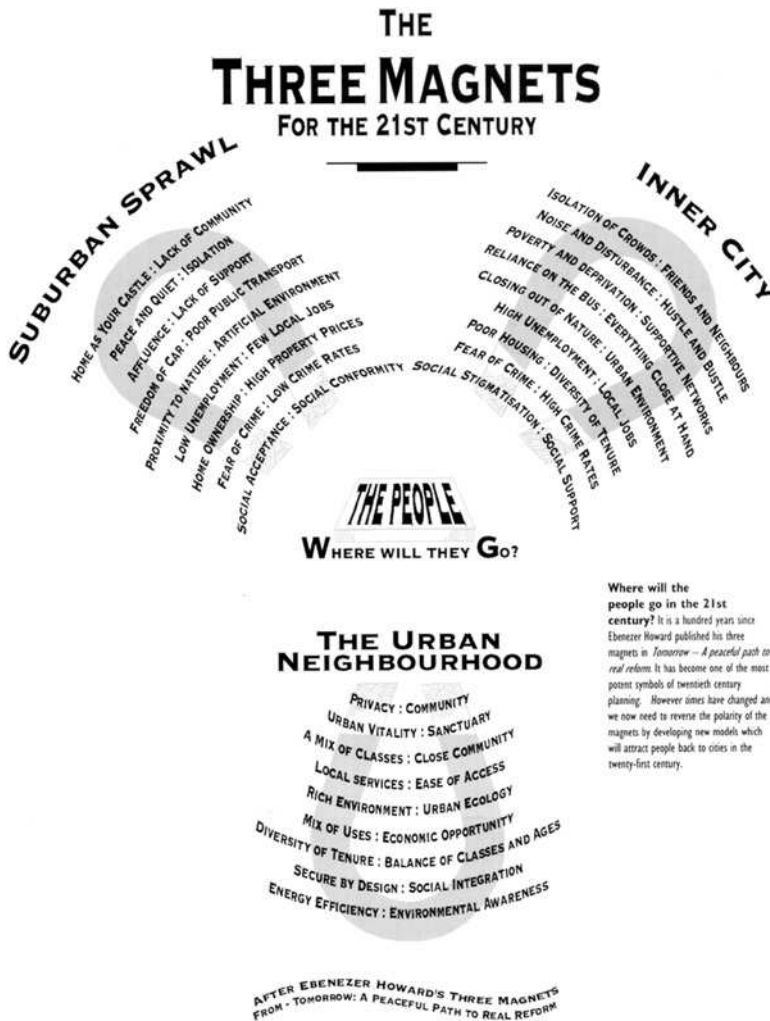 THE
THREE MAGNETS
FOR THE 21ST CENTURY
SUBURBAN SPRAWL
HOME AS YOUR CASTLE : LACK OF COMMUNITY
PEACE AND QUIET : ISOLATION
AFFLUENCE : LACK OF SUPPORT
FREEDOM OF CAR : POOR PUBLIC TRANSPORT
PROXIMITY TO NATURE : ARTIFICIAL ENVIRONMENT
LOW UNEMPLOYMENT : FEW LOCAL JOBS
HOME OWNERSHIP : HIGH PROPERTY PRICES
FEAR OF CRIME : LOW CRIME RATES
SOCIAL ACCEPTANCE : SOCIAL CONFORMITY
INNER CITY
ISOLATION OF CROWDS : FRIENDS AND NEIGHBOURS
NOISE AND DISTURBANCE : HUSTLE AND BUSTLE
POVERTY AND DEPRIVATION : SUPPORTIVE NETWORKS
RELIANCE ON THE BUS : EVERYTHING CLOSE AT HAND
CLOSING OUT OF NATURE : URBAN ENVIRONMENT
HIGH UNEMPLOYMENT : LOCAL JOBS
POOR HOUSING : DIVERSITY OF TENURE
FEAR OF CRIME : HIGH CRIME RATES
SOCIAL STIGMATISATION : SOCIAL SUPPORT
THE PEOPLE
WHERE WILL THEY GO?
THE URBAN
NEIGHBOURHOOD
PRIVACY : COMMUNITY
URBAN VITALITY : SANCTUARY
A MIX OF CLASSES : CLOSE COMMUNITY
LOCAL SERVICES : EASE OF ACCESS
RICH ENVIRONMENT : URBAN ECOLOGY
MIX OF USES : ECONOMIC OPPORTUNITY
DIVERSITY OF TENURE : BALANCE OF CLASSES AND AGES
SECURE BY DESIGN : SOCIAL INTEGRATION
ENERGY EFFICIENCY : ENVIRONMENTAL AWARENESS
Where will the
people go in the 21st
century? It is a hundred years since
Ebenezer Howard published his three
magnets in Tomorrow – A peaceful path to
real reform. It has become one of the most
potent symbols of twentieth century
planning. However times have changed an
we now need to reverse the polarity of the
magnets by developing new models which
will attract people back to cities in the
twenty-first century.
AFTER EBENEZER HOWARD'S THREE MAGNETS
FROM - TOMORROW: A PEACEFUL PATH TO REAL REFORM